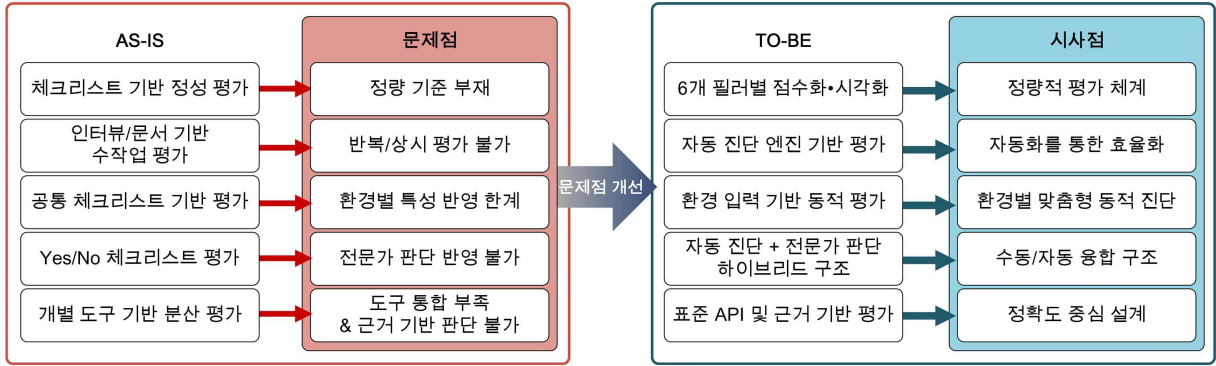 AS-IS
문제점
체크리스트 기반 정성 평가
정량 기준 부재
인터뷰/문서 기반
수작업 평가
반복/상시 평가 불가
공통 체크리스트 기반 평가
환경별 특성 반영 한계
Yes/No 체크리스트 평가
전문가 판단 반영 불가
개별 도구 기반 분산 평가
도구 통합 부족
& 근거 기반 판단 불가
문제점 개선
TO-BE
시사점
6개 필러별 점수화•시각화
정량적 평가 체계
자동 진단 엔진 기반 평가
자동화를 통한 효율화
환경 입력 기반 동적 평가
환경별 맞춤형 동적 진단
자동 진단 + 전문가 판단
하이브리드 구조
수동/자동 융합 구조
표준 API 및 근거 기반 평가
정확도 중심 설계